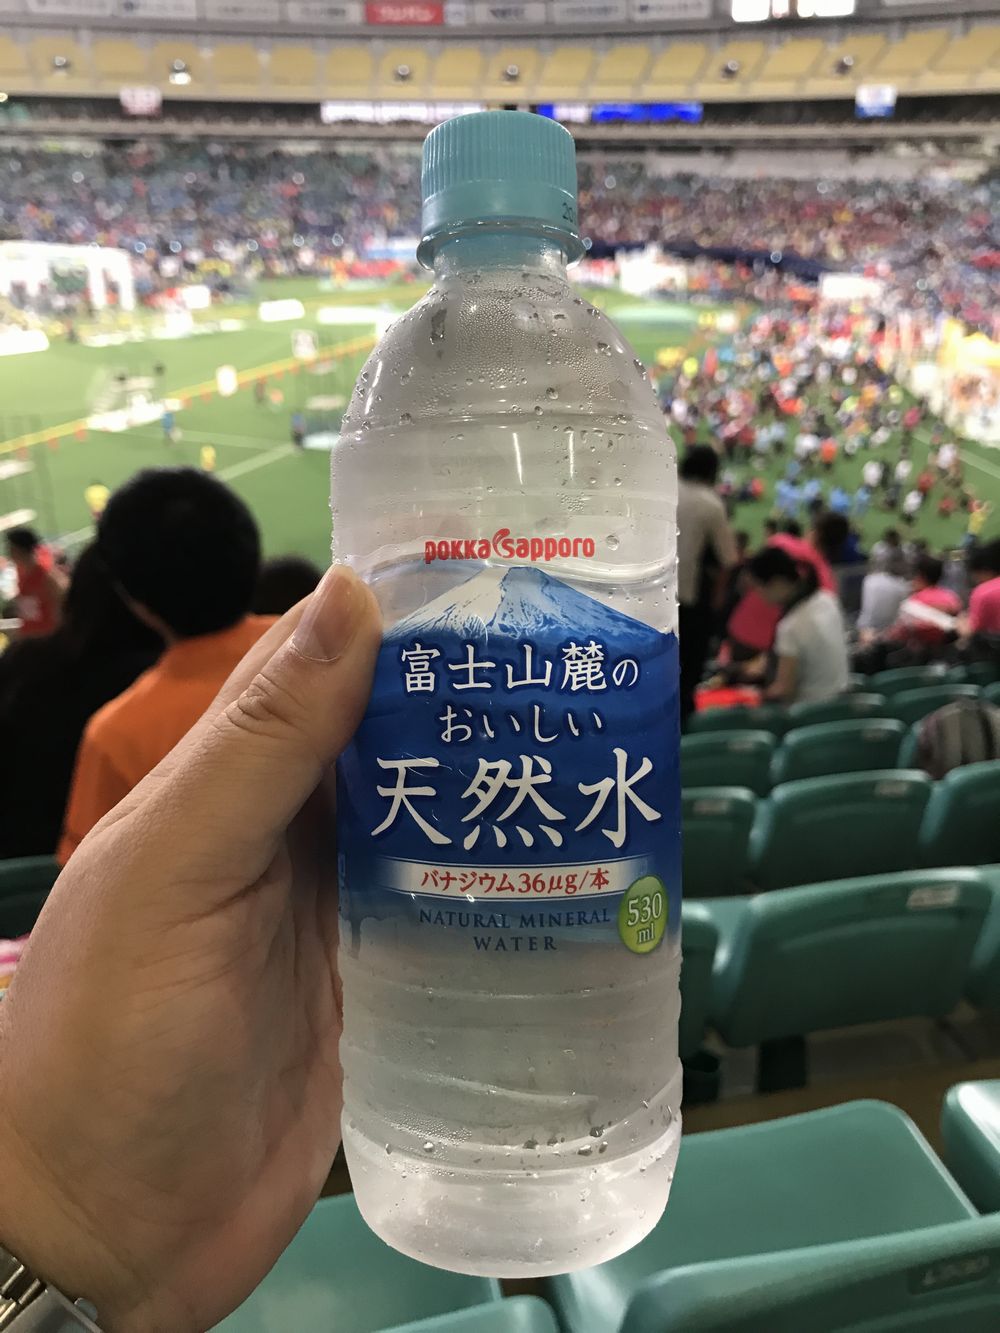 pokka sapporo
富士山麓の
おいしい
天然水
バナジウム36μg/本
NATURAL MINERAL
WATER
530
ml